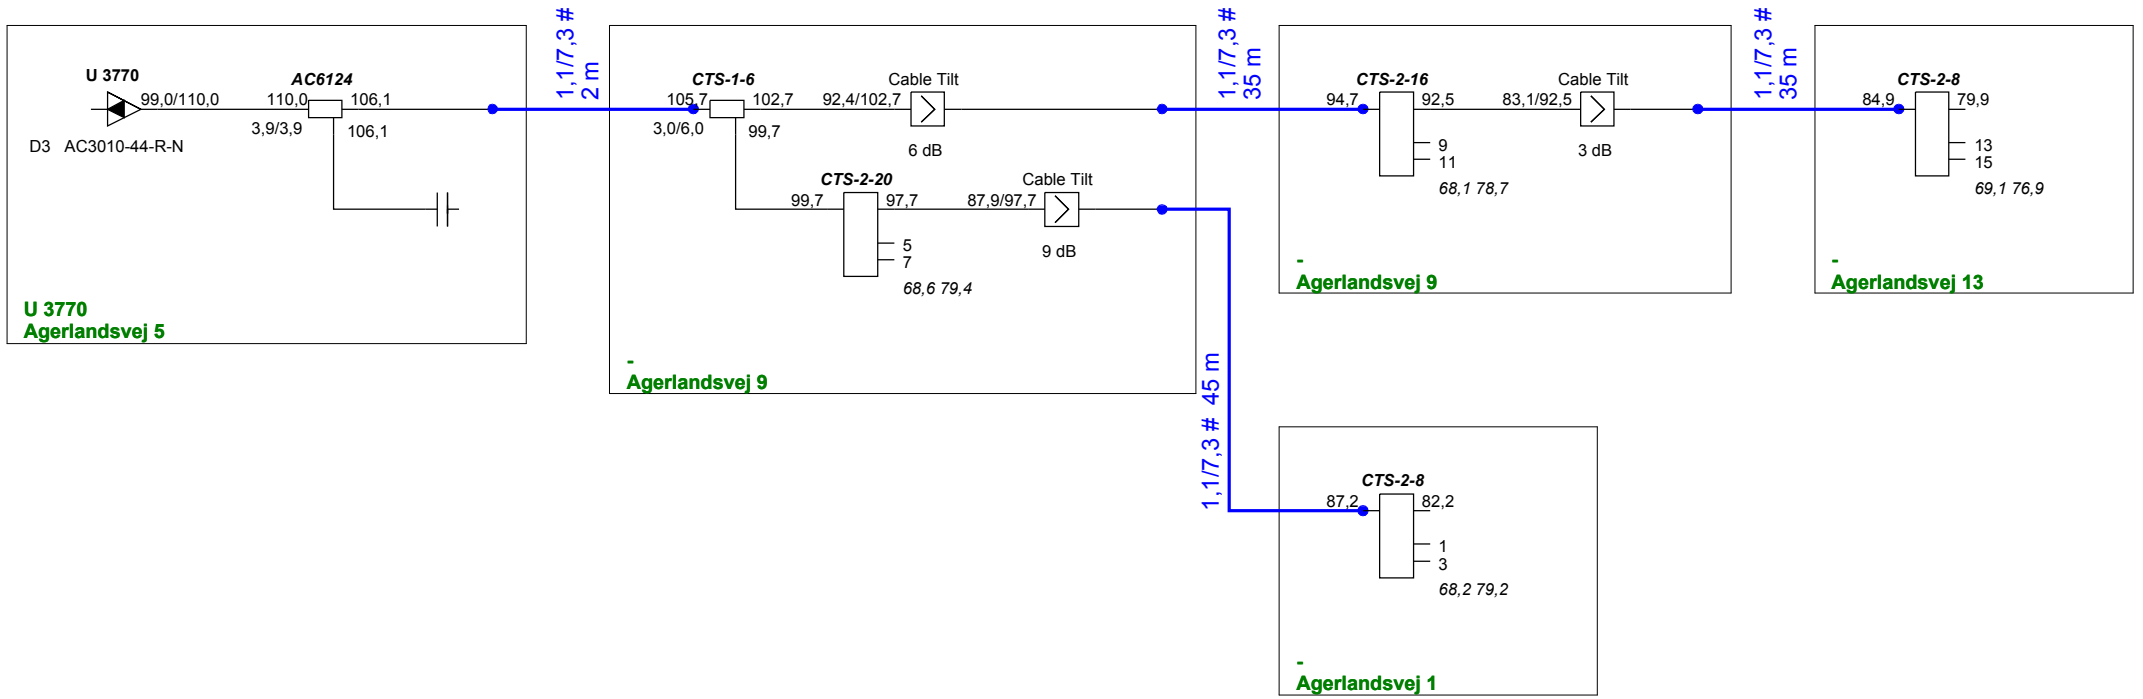 U 3770
99,0/110,0
D3 AC3010-44-R-N
AC6124
110,0
106,1
3,9/3,9
106,1
U 3770
Agerlandsvej 5
1,1/7,3 #
2 m
CTS-1-6
105,7
102,7
3,0/6,0
99,7
Cable Tilt
92,4/102,7
6 dB
CTS-2-20
99,7
97,7
5
7
68,6 79,4
Cable Tilt
87,9/97,7
9 dB
-
Agerlandsvej 9
1,1/7,3 #
35 m
CTS-2-16
94,7
92,5
9
11
68,1 78,7
Cable Tilt
83,1/92,5
3 dB
-
Agerlandsvej 9
1,1/7,3 #
35 m
CTS-2-8
84,9
79,9
13
15
69,1 76,9
-
Agerlandsvej 13
1,1/7,3 # 45 m
CTS-2-8
87,2
82,2
1
3
68,2 79,2
-
Agerlandsvej 1